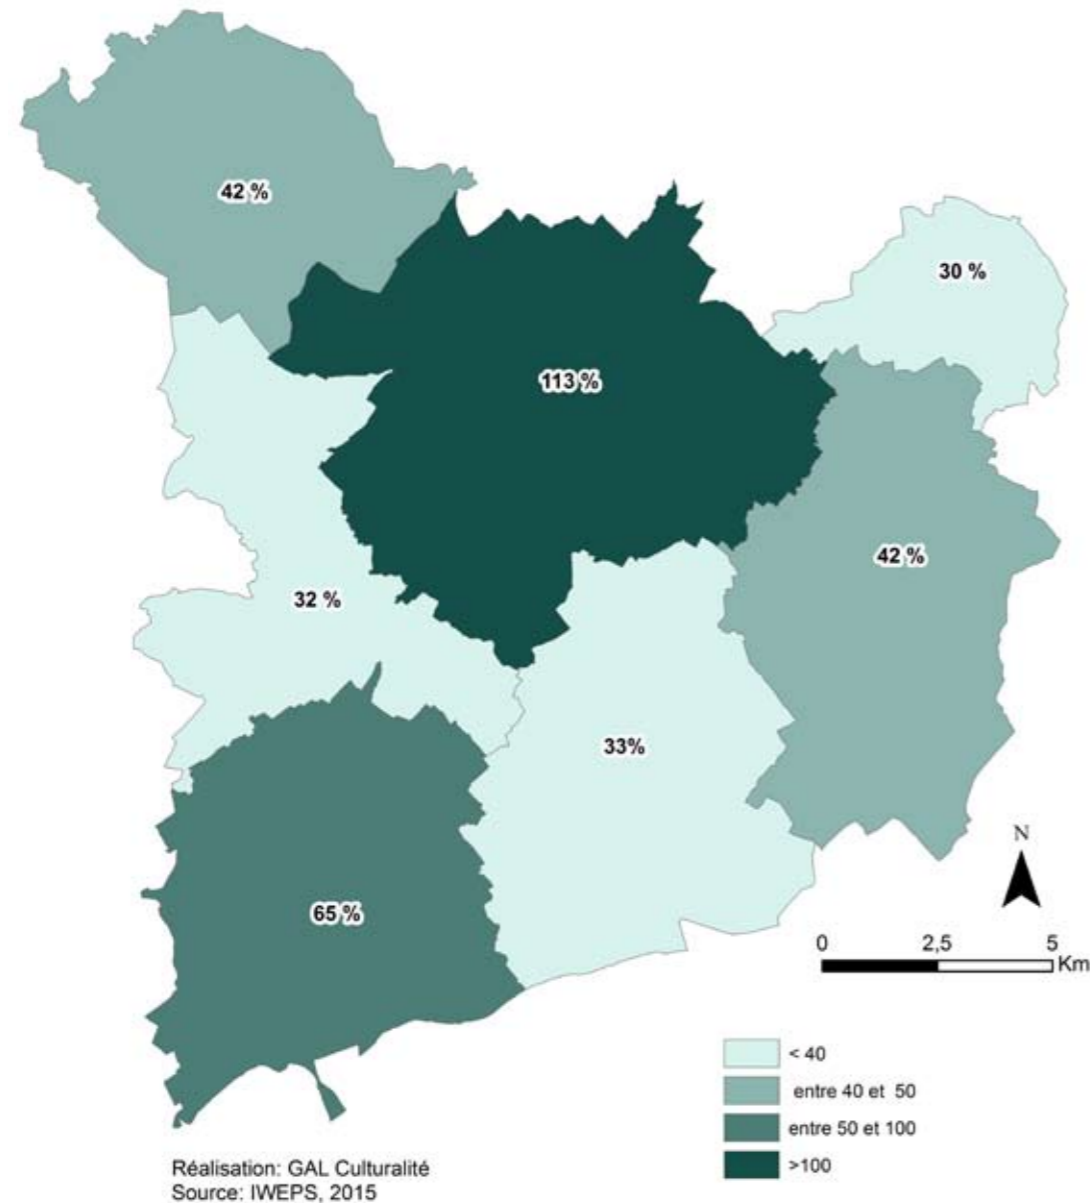 42 %
30 %
113 %
42 %
32 %
33%
65 %
N
0 2,5 5
Km
< 40
entre 40 et 50
entre 50 et 100
>100
Réalisation: GAL Culturalité
Source: IWEPS, 2015